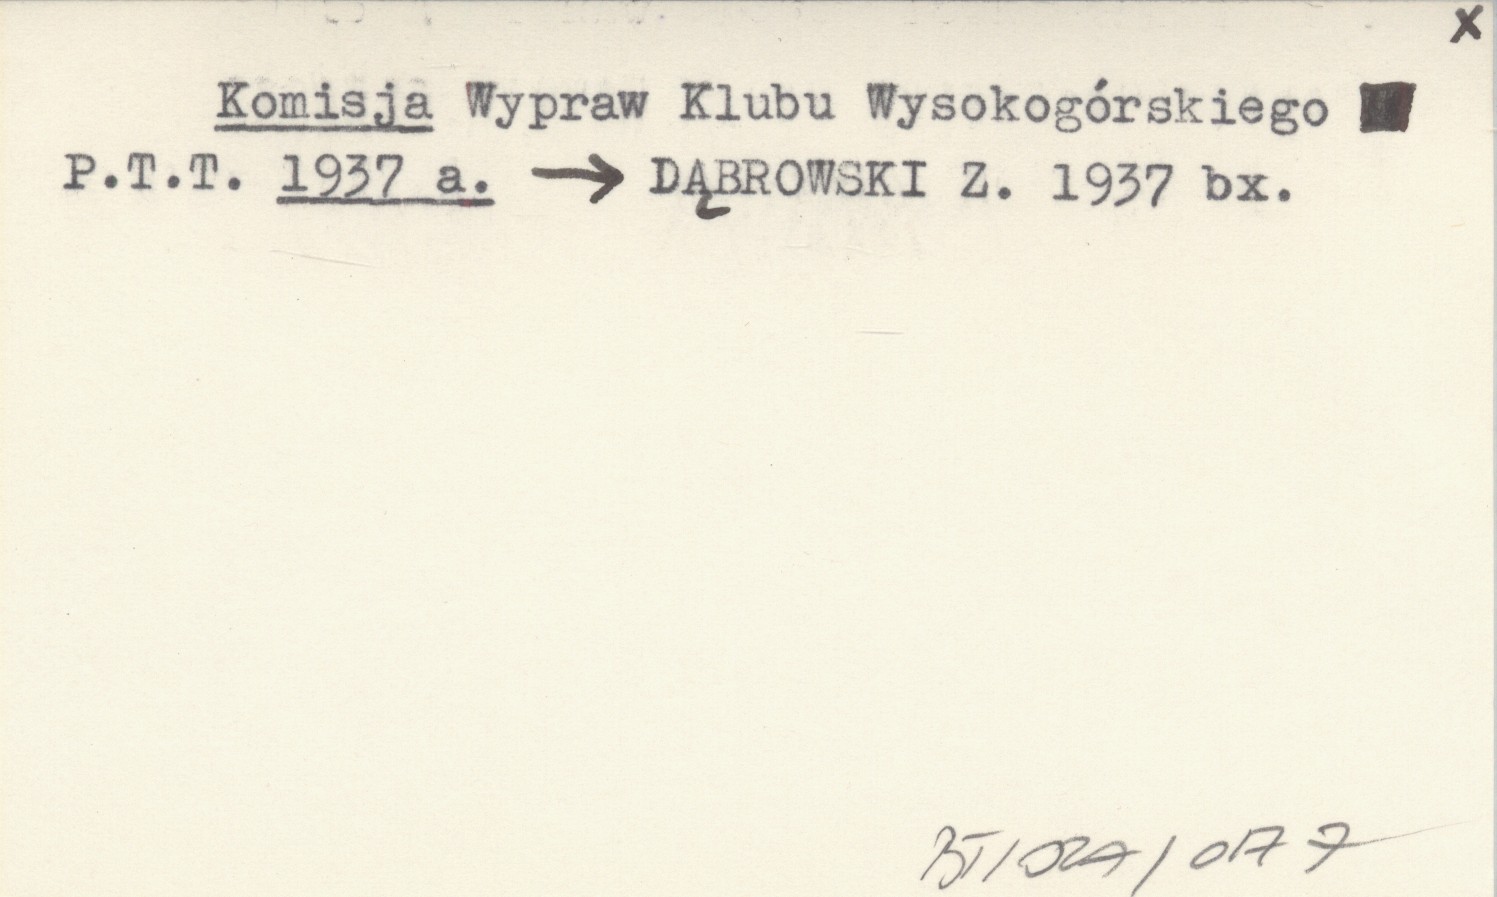 x
Komisja Wypraw Klubu Wysokogórskiego
P.T.T. 1937 a. → DĄBROWSKI Z. 1937 bx.